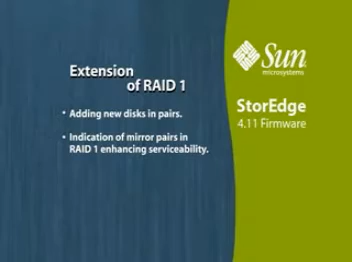 Extension
of RAID 1
• Adding new disks in pairs.
• Indication of mirror pairs in
RAID 1 enhancing serviceability.
Sun
microsystems
StorEdge
4.11 Firmware